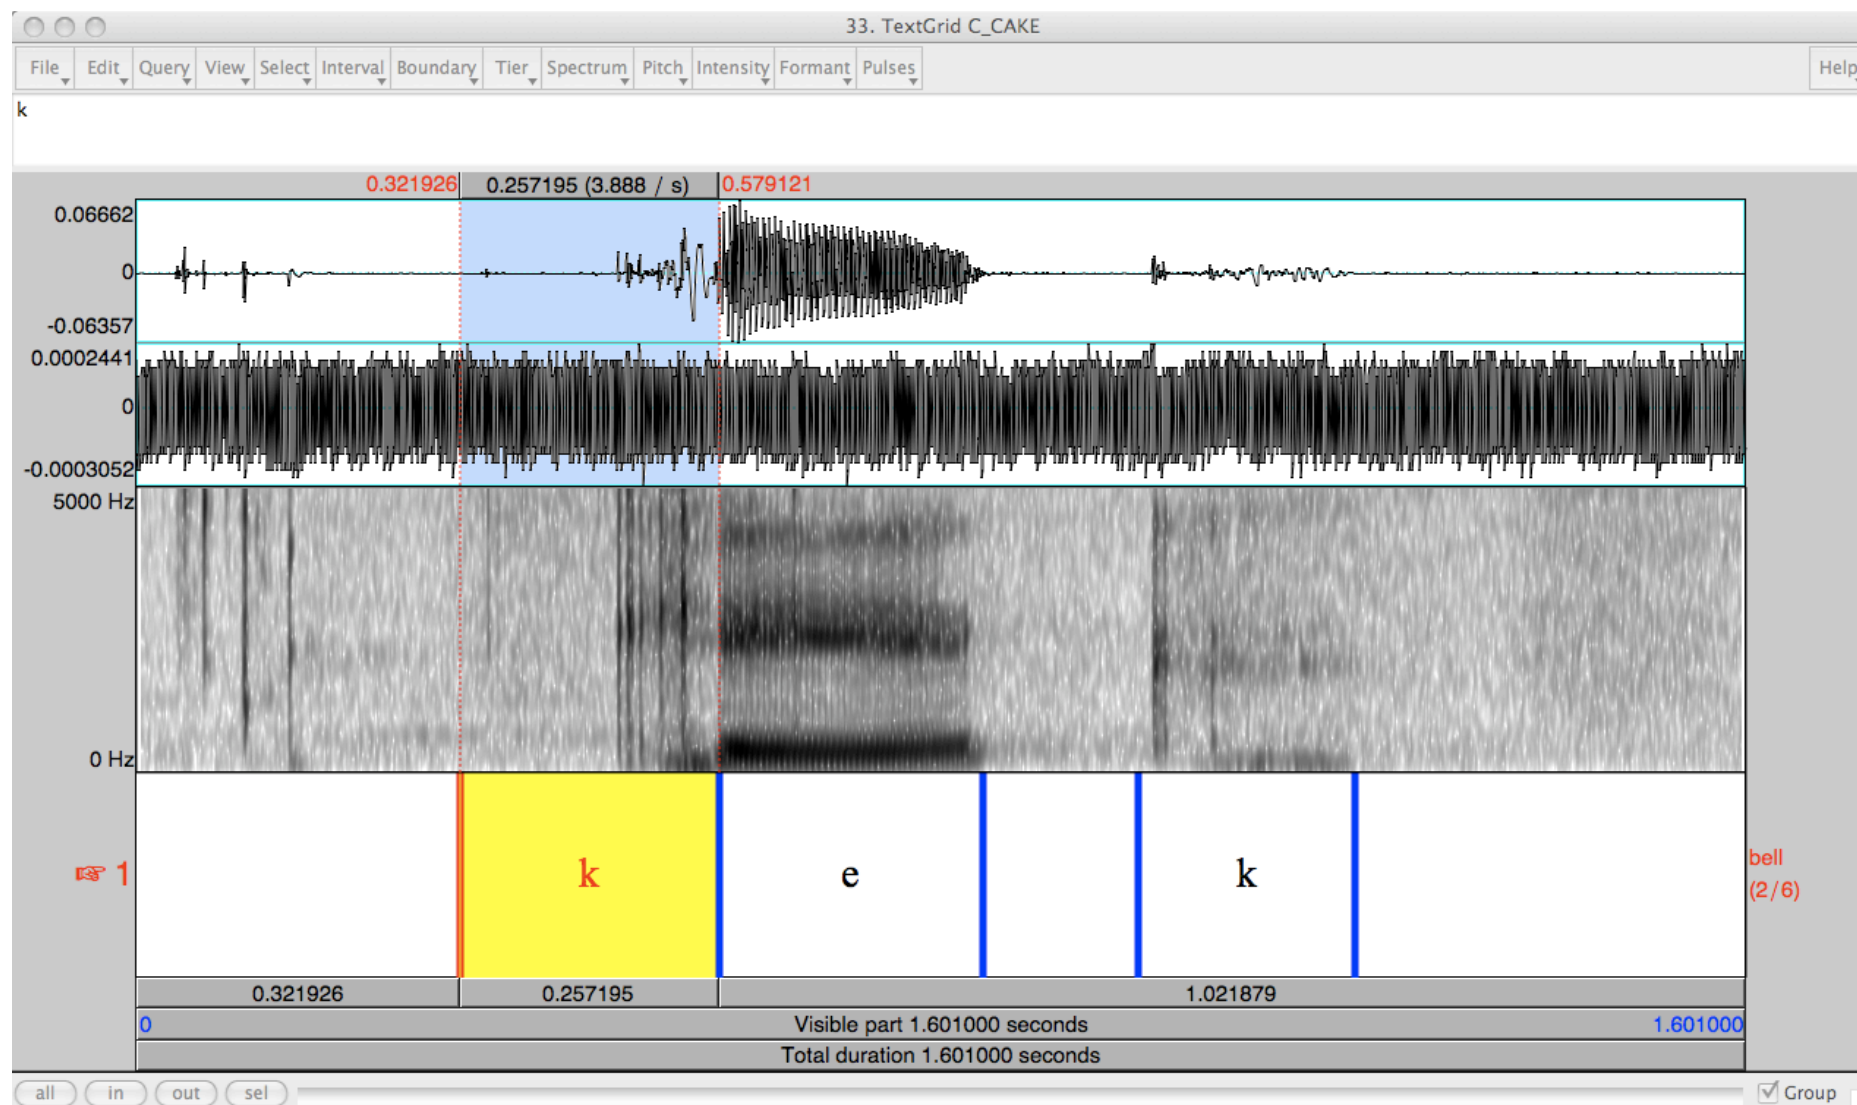 33. TextGrid C_CAKE
File Edit Query View Select Interval Boundary Tier Spectrum Pitch Intensity Formant Pulses Help
k
0.321926 0.257195 (3.888 / s) 0.579121
0.06662
0
-0.06357
0.0002441
0
-0.0003052
5000 Hz
0 Hz
☞ 1 k e k bell
(2/6)
0.321926 0.257195 1.021879
0 Visible part 1.601000 seconds 1.601000
Total duration 1.601000 seconds
all in out sel Group